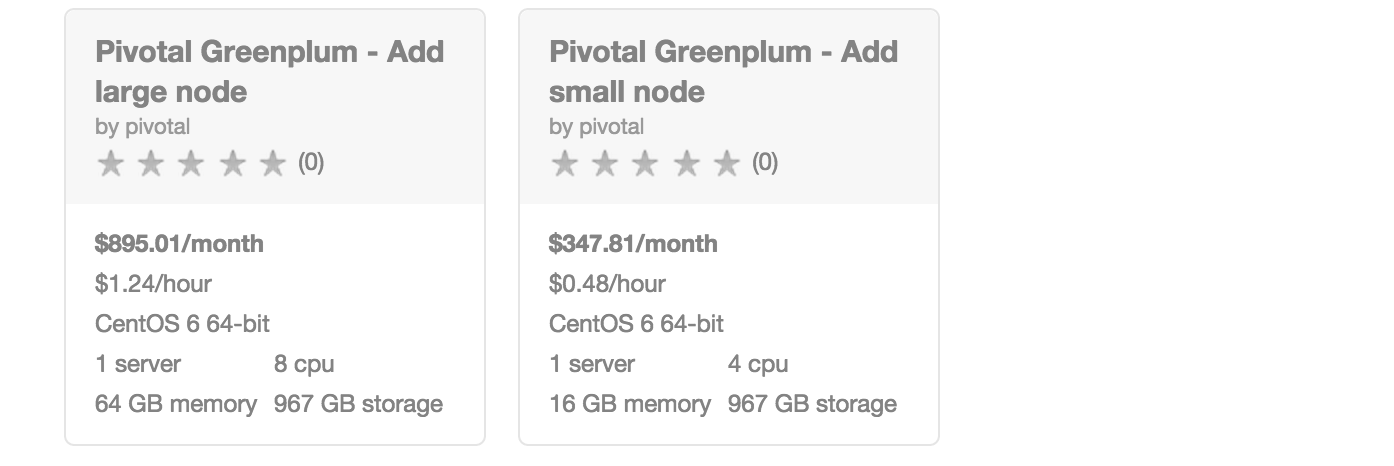 Pivotal Greenplum - Add
large node
by pivotal
(0)
$895.01/month
$1.24/hour
CentOS 6 64-bit
1 server 8 cpu
64 GB memory 967 GB storage
Pivotal Greenplum - Add
small node
by pivotal
(0)
$347.81/month
$0.48/hour
CentOS 6 64-bit
1 server 4 cpu
16 GB memory 967 GB storage